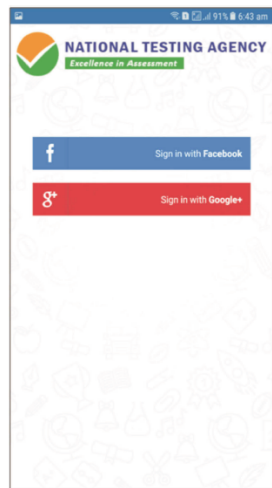 91% 6:43 am
NATIONAL TESTING AGENCY
Excellence in Assessment
f Sign in with Facebook
g+ Sign in with Google+